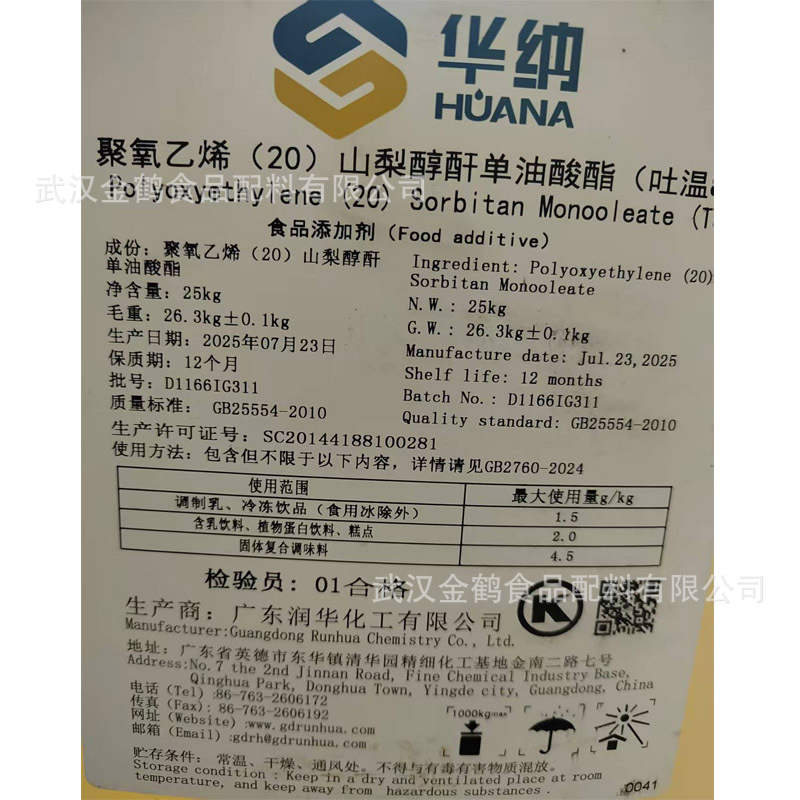 华纳
HUANA
聚氧乙烯（20）山梨醇酐单油酸酯（吐温
武汉金鹤食品配料有限公司
Polyoxyethylene (20) Sorbitan Monooleate (T
食品添加剂（Food additive）
成份：聚氧乙烯（20）山梨醇酐
单油酸酯
净含量：25kg
毛重：26.3kg±0.1kg
生产日期：2025年07月23日
保质期：12个月
批号：D1166IG311
质量标准： GB25554-2010
Ingredient: Polyoxyethylene (20)
Sorbitan Monooleate
N.W.: 25kg
G.W.: 26.3kg±0.1kg
Manufacture date: Jul.23,2025
Shelf life: 12 months
Batch No.: D1166IG311
Quality standard: GB25554-2010
生产许可证号：SC20144188100281
使用方法：包含但不限于以下内容，详情请见GB2760-2024
使用范围 最大使用量g/kg
调制乳、冷冻饮品（食用冰除外） 1.5
含乳饮料、植物蛋白饮料、糕点 2.0
固体复合调味料 4.5
检验员：01合格
武汉金鹤食品配料有限公司
K
生产商：广东润华化工有限公司
Manufacturer:Guangdong Runhua Chemistry Co., Ltd
地址：广东省英德市东华镇清华园精细化工基地金南二路七号
Address:No.7 the 2nd Jinnan Road, Fine Chemical Industry Base,
Qinghua Park, Donghua Town, Yingde city, Guangdong, China
电话（Tel）:86-763-2606172
传真（Fax）:86-763-2606192
网址（Website）:www.gdrunhua.com
邮箱（Email）:gdrh@gdrunhua.com
1000kg max
贮存条件：常温、干燥、通风处。不得与有毒有害物质混放。
Storage condition：Keep in a dry and ventilated place at room
temperature, and keep away from hazardous substances.
0041